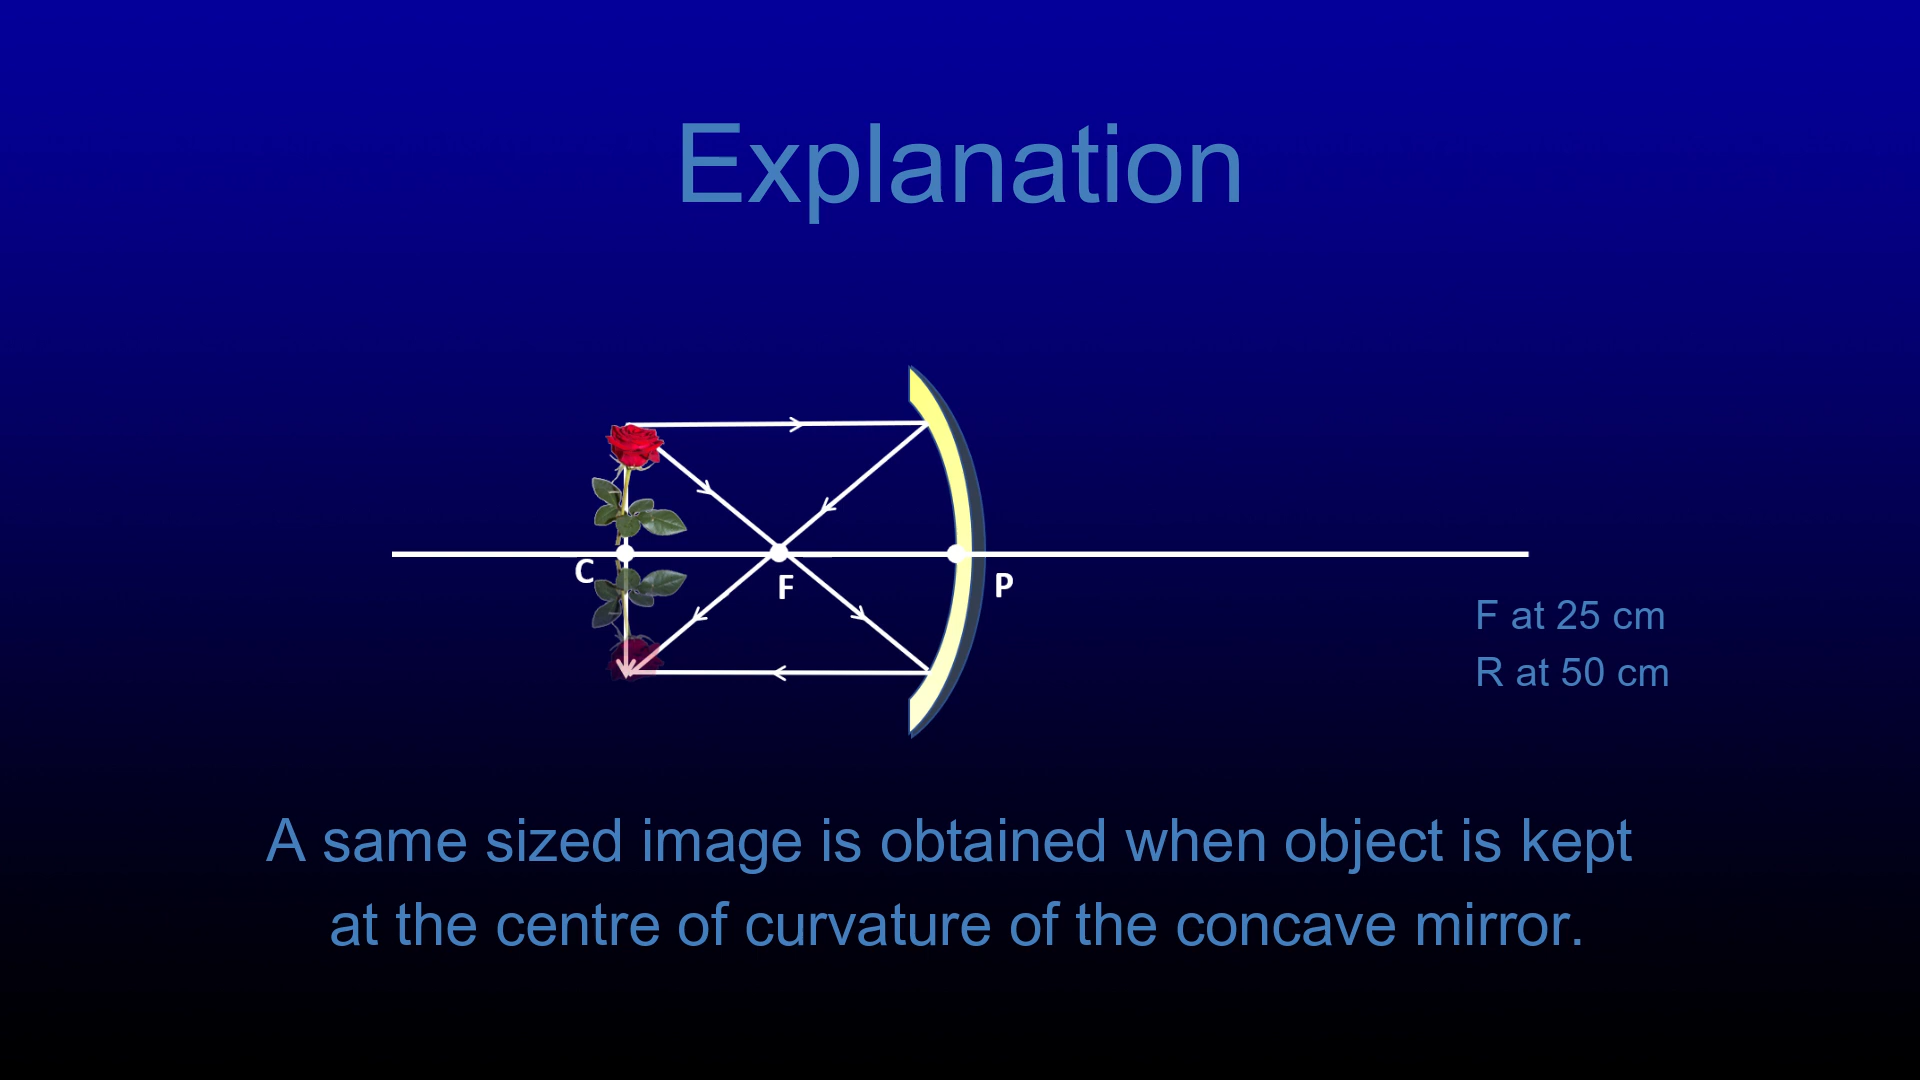 Explanation
C
F
P
F at 25 cm
R at 50 cm
A same sized image is obtained when object is kept
at the centre of curvature of the concave mirror.